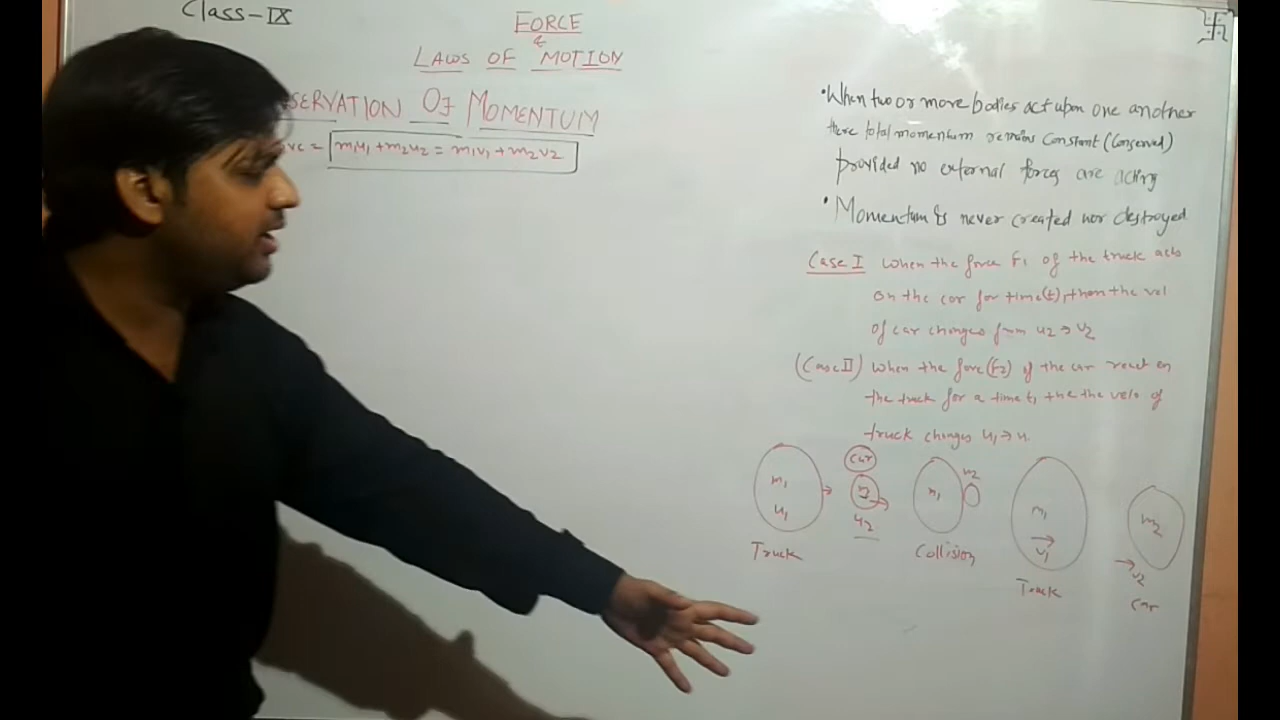 Class-IX
FORCE
&
LAWS OF MOTION
SERVATION OF MOMENTUM
= m1u1 + m2u2 = m1v1 + m2v2
• When two or more bodies act upon one another
there total momentum remains constant (Conserved)
provided no external forces are acting
• Momentum is never created nor destroyed
Case I When the force F1 of the truck acts
on the car for time(t), then the vel
of car changes from u2 → v2
(Case II) When the force(F2) of the car react on
the truck for a time t, the the velo of
truck changes u1 → u
car
m1
u1
u2
m1
m2
m1
v1
m2
v2
Truck
Collision
Truck
Car